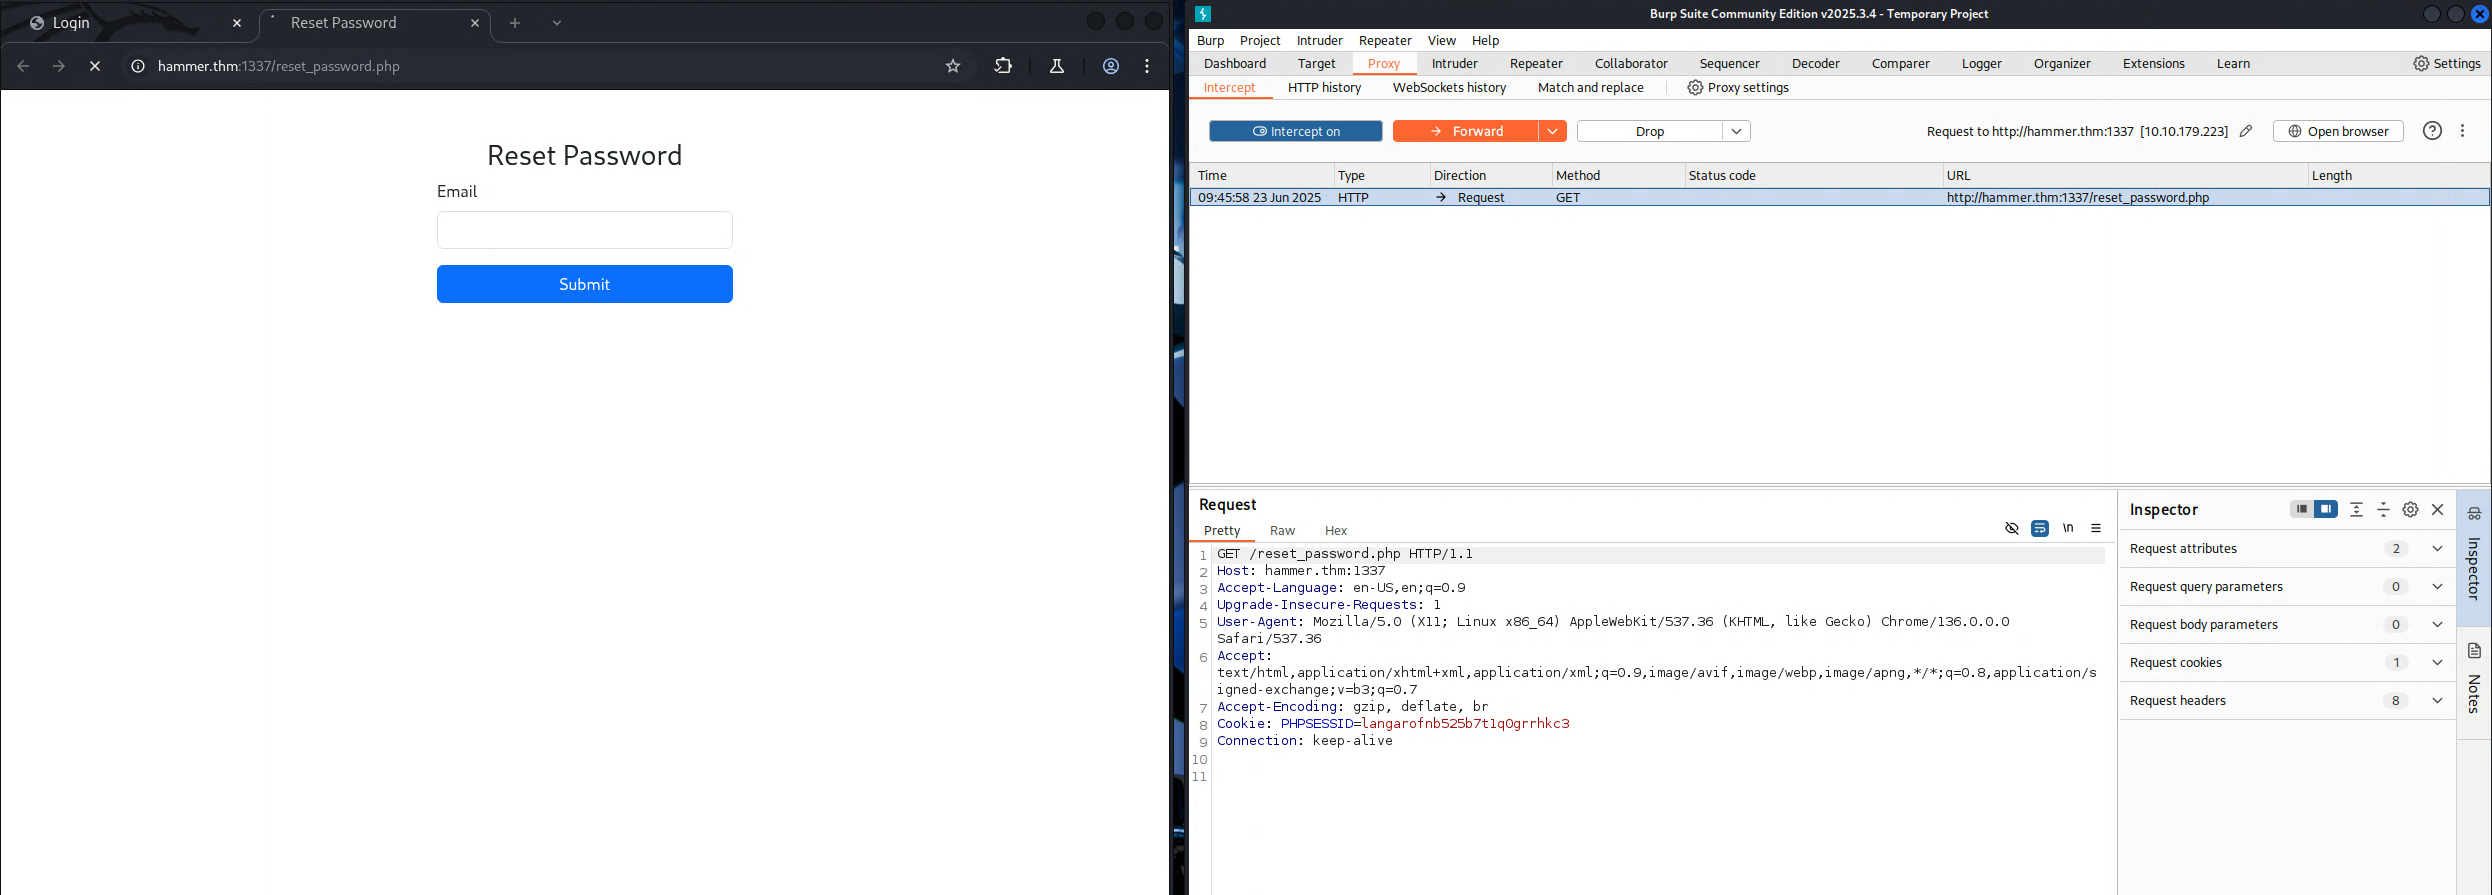 Login
Reset Password
hammer.thm:1337/reset_password.php
Reset Password
Email
Submit
Burp Suite Community Edition v2025.3.4 - Temporary Project
Burp Project Intruder Repeater View Help
Dashboard Target Proxy Intruder Repeater Collaborator Sequencer Decoder Comparer Logger Organizer Extensions Learn Settings
Intercept HTTP history WebSockets history Match and replace Proxy settings
Intercept on Forward Drop Request to http://hammer.thm:1337 [10.10.179.223] Open browser
Time Type Direction Method Status code URL Length
09:45:58 23 Jun 2025 HTTP Request GET http://hammer.thm:1337/reset_password.php
Request
Pretty Raw Hex \n
1 GET /reset_password.php HTTP/1.1
2 Host: hammer.thm:1337
3 Accept-Language: en-US,en;q=0.9
4 Upgrade-Insecure-Requests: 1
5 User-Agent: Mozilla/5.0 (X11; Linux x86_64) AppleWebKit/537.36 (KHTML, like Gecko) Chrome/136.0.0.0
Safari/537.36
6 Accept:
text/html,application/xhtml+xml,application/xml;q=0.9,image/avif,image/webp,image/apng,*/*;q=0.8,application/s
igned-exchange;v=b3;q=0.7
7 Accept-Encoding: gzip, deflate, br
8 Cookie: PHPSESSID=langarofnb525b7t1q0grrhkc3
9 Connection: keep-alive
10
11
Inspector
Request attributes 2
Request query parameters 0
Request body parameters 0
Request cookies 1
Request headers 8
Inspector
Notes